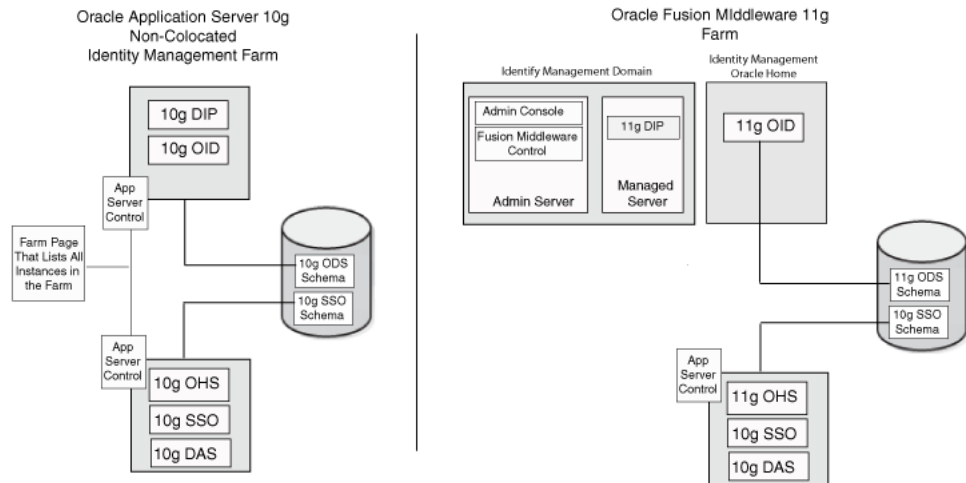 Oracle Application Server 10g
Non-Colocated
Identity Management Farm
10g DIP
10g OID
App
Server
Control
Farm Page
That Lists All
Instances in
the Farm
10g ODS
Schema
10g SSO
Schema
App
Server
Control
10g OHS
10g SSO
10g DAS
Oracle Fusion MIddleware 11g
Farm
Identify Management Domain
Identity Management
Oracle Home
Admin Console
Fusion Middleware
Control
Admin Server
11g DIP
Managed
Server
11g OID
11g ODS
Schema
10g SSO
Schema
App
Server
Control
11g OHS
10g SSO
10g DAS